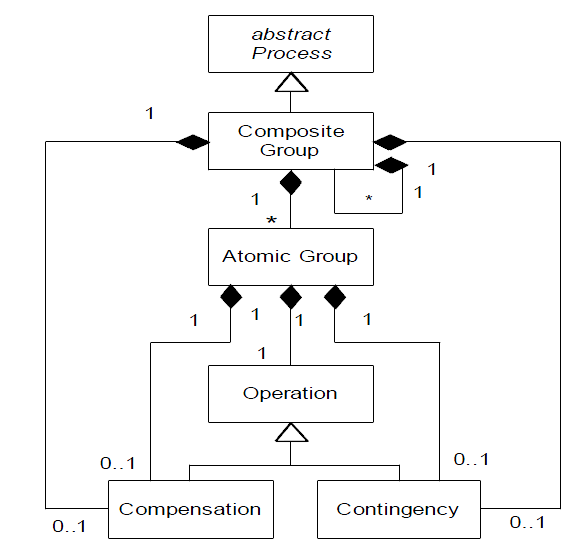 abstract
Process
1
Composite
Group
1
1
1
*
*
Atomic Group
1
1
1
1
1
Operation
0..1
0..1
Compensation
Contingency
0..1
0..1